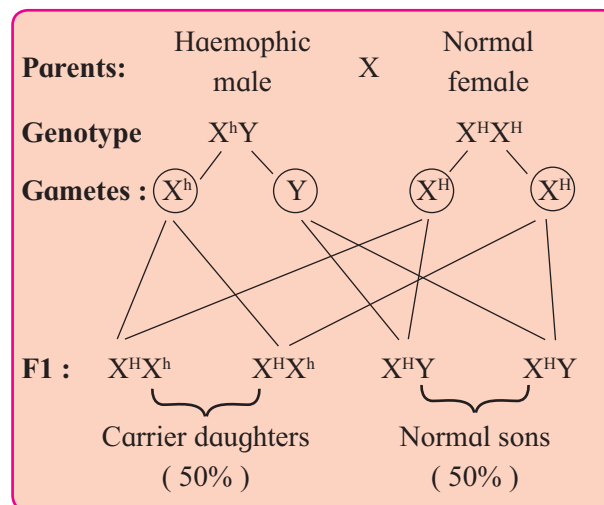 Haemophic Normal
Parents: X
male female
Genotype XʰY XᴴXᴴ
Gametes : Xʰ Y Xᴴ Xᴴ
F1 : XᴴXʰ XᴴXʰ XᴴY XᴴY
Carrier daughters Normal sons
( 50% ) ( 50% )